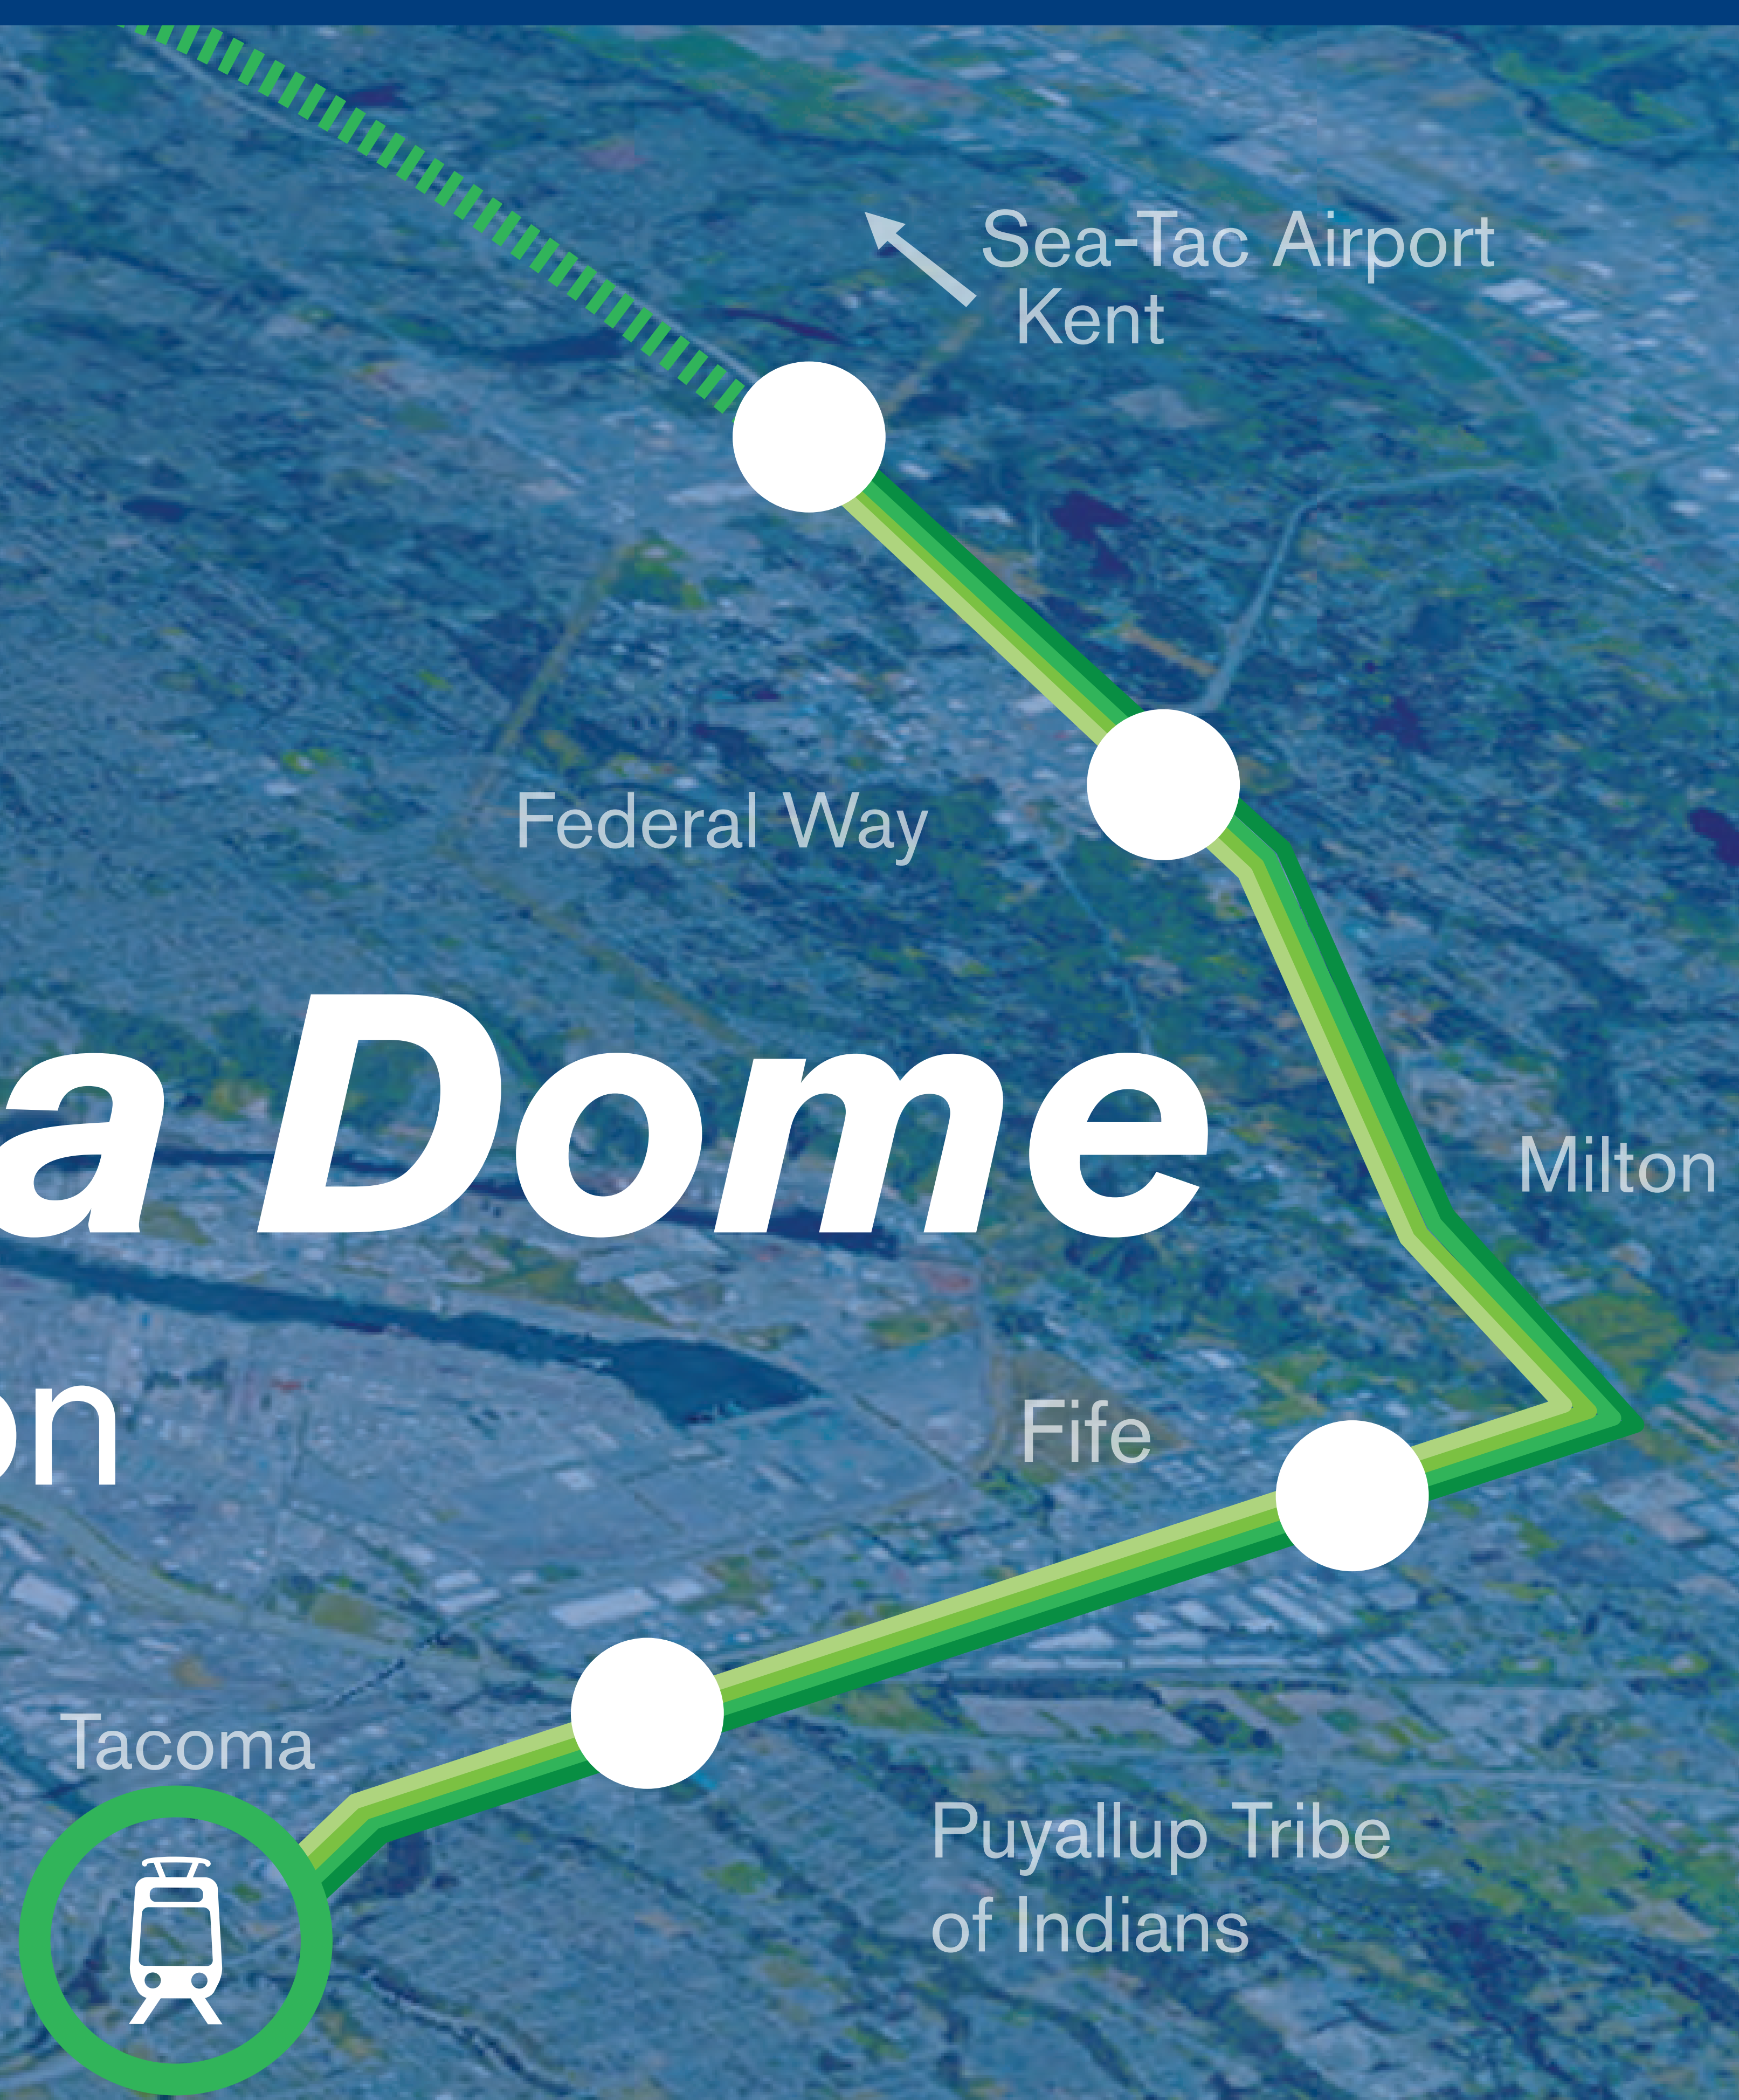 Sea-Tac Airport
Kent
Federal Way
a Dome
Milton
on
Fife
Tacoma
Puyallup Tribe
of Indians